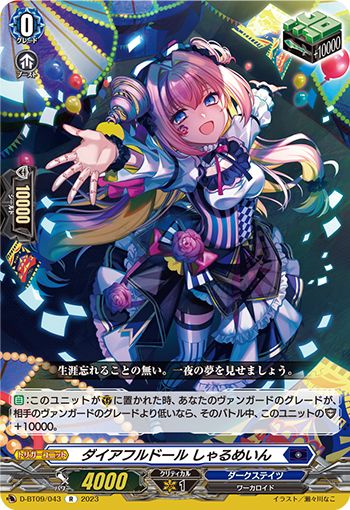 0
グレード
ブースト
+10000
10000
シールド
生涯忘れることの無い。一夜の夢を見せましょう。
自:このユニットが(G)に置かれた時、あなたのヴァンガードのグレードが、
相手のヴァンガードのグレードより低いなら、そのバトル中、このユニットの
+10000。
トリガーユニット
ダイアフルドール しゃるめいん
パワー 4000
クリティカル
1
ダークステイツ
ワーカロイド
D-BT09/043 R 2023
イラスト/瀬々川なこ